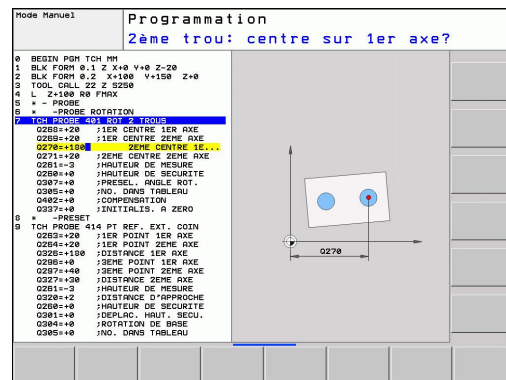 Mode Manuel
Programmation
2ème trou: centre sur 1er axe?
0 BEGIN PGM TCH MM
1 BLK FORM 0.1 Z X+0 Y+0 Z-20
2 BLK FORM 0.2 X+100 Y+150 Z+0
3 TOOL CALL 22 Z S250
4 L Z+100 R0 FMAX
5 * - PROBE
6 * -PROBE ROTATION
7 TCH PROBE 401 ROT 2 TROUS
Q268=+20 ;1ER CENTRE 1ER AXE
Q269=+20 ;1ER CENTRE 2EME AXE
Q270=+180 2EME CENTRE 1E...
Q271=+20 ;2EME CENTRE 2EME AXE
Q261=-3 ;HAUTEUR DE MESURE
Q260=+0 ;HAUTEUR DE SECURITE
Q307=+0 ;PRESEL. ANGLE ROT.
Q305=+0 ;NO. DANS TABLEAU
Q402=+0 ;COMPENSATION
Q337=+0 ;INITIALIS. A ZERO
8 * -PRESET
9 TCH PROBE 414 PT REF. EXT. COIN
Q263=+20 ;1ER POINT 1ER AXE
Q264=+20 ;1ER POINT 2EME AXE
Q326=+180 ;DISTANCE 1ER AXE
Q296=+0 ;3EME POINT 1ER AXE
Q297=+40 ;3EME POINT 2EME AXE
Q327=+30 ;DISTANCE 2EME AXE
Q261=-3 ;HAUTEUR DE MESURE
Q320=+2 ;DISTANCE D'APPROCHE
Q260=+0 ;HAUTEUR DE SECURITE
Q301=+0 ;DEPLAC. HAUT. SECU.
Q304=+0 ;ROTATION DE BASE
Q305=+0 ;NO. DANS TABLEAU
Q270